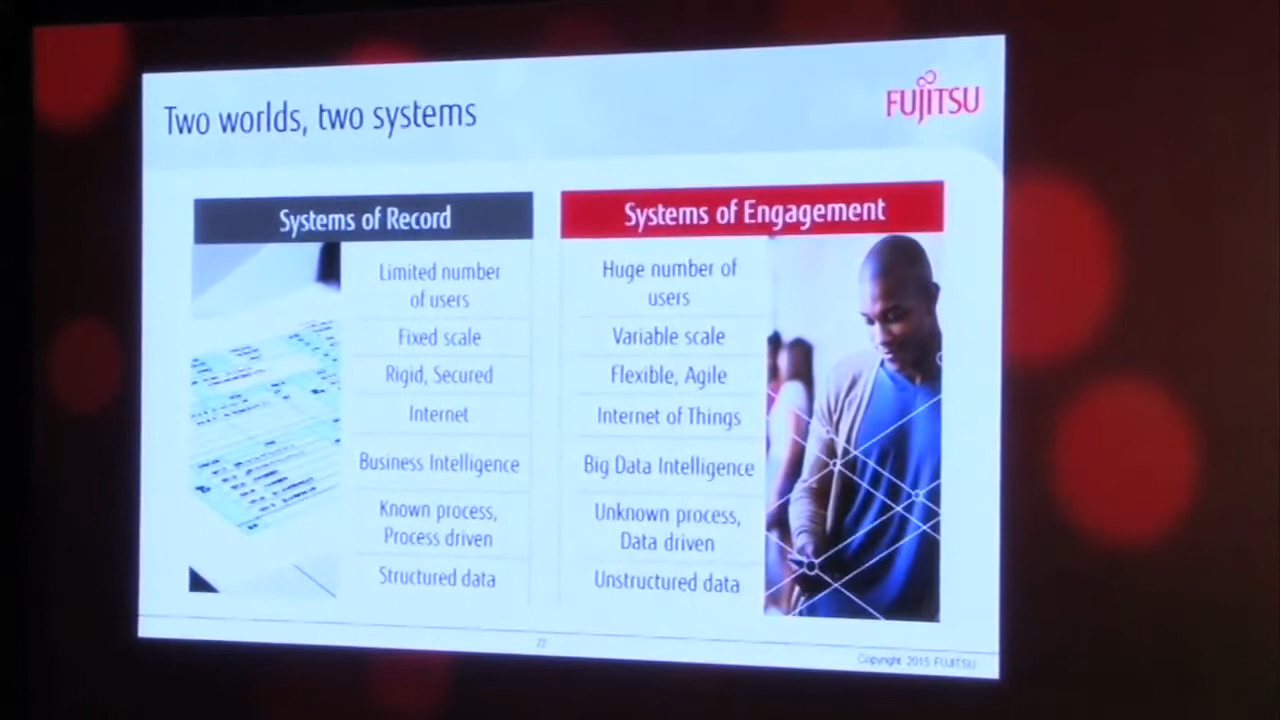 Two worlds, two systems
FUJITSU
Systems of Record
Limited number
of users
Fixed scale
Rigid, Secured
Internet
Business Intelligence
Known process,
Process driven
Structured data
Systems of Engagement
Huge number of
users
Variable scale
Flexible, Agile
Internet of Things
Big Data Intelligence
Unknown process,
Data driven
Unstructured data
22
Copyright 2015 FUJITSU